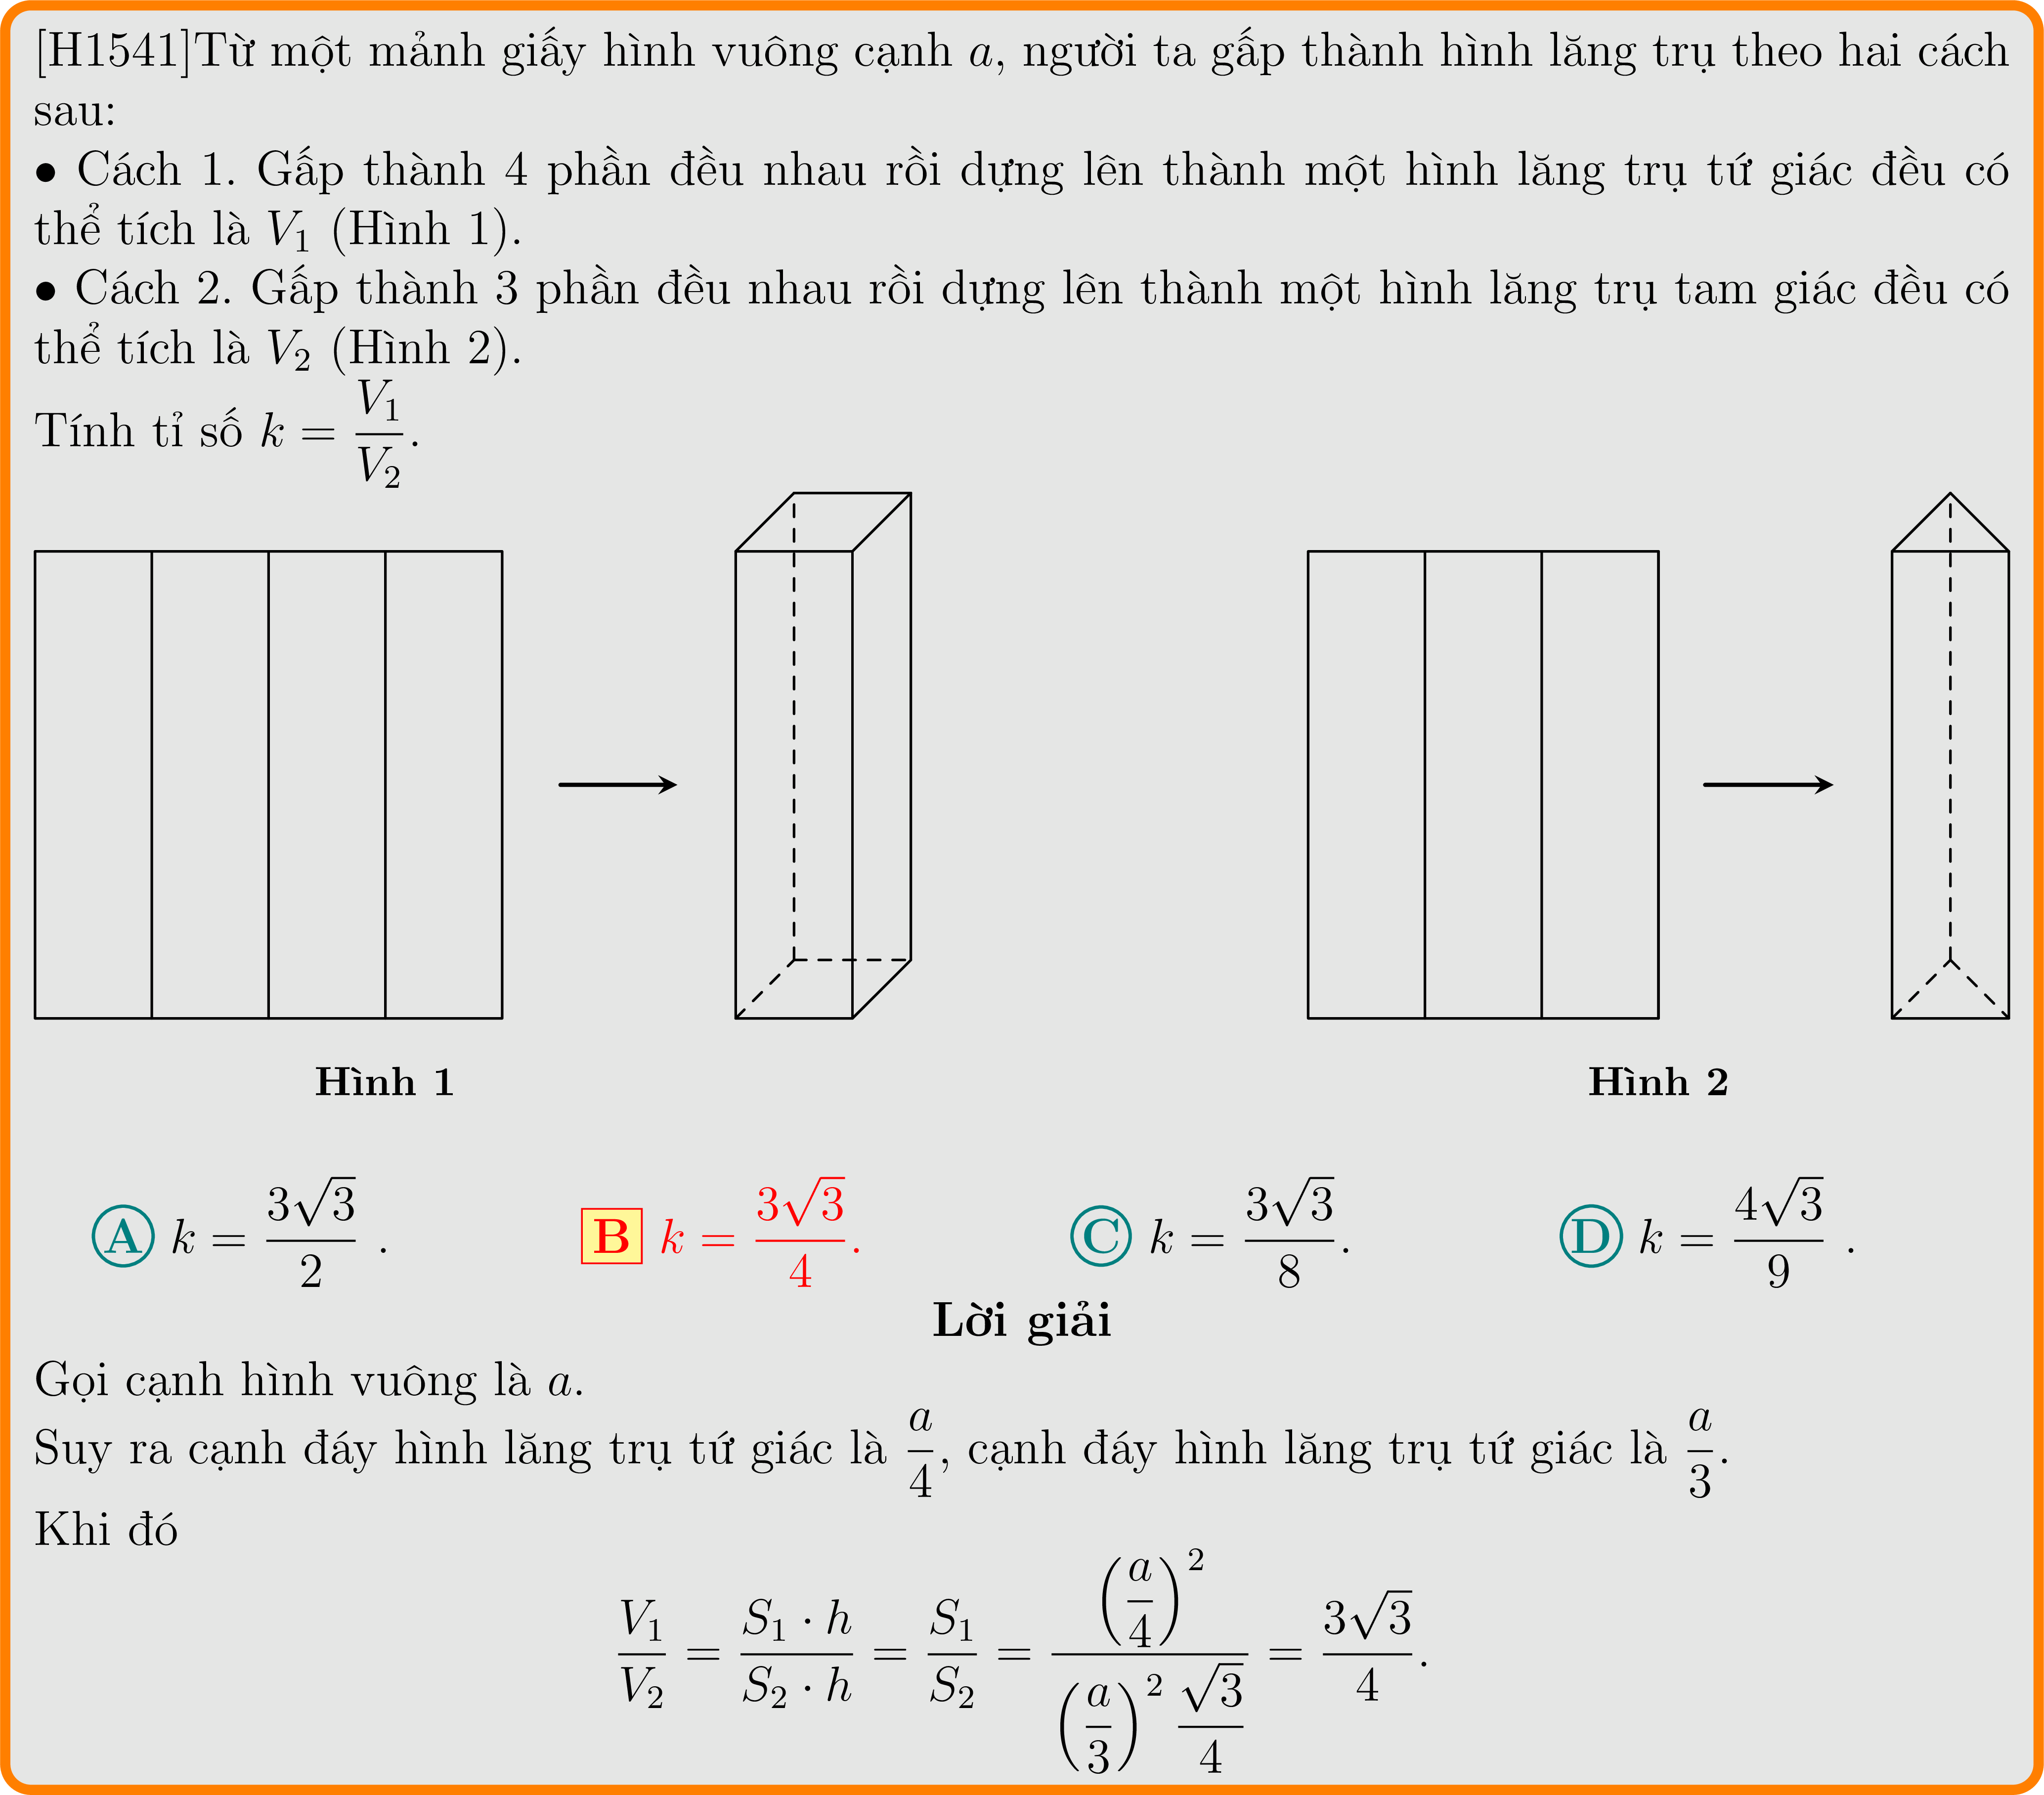 [H1541]Từ một mảnh giấy hình vuông cạnh a, người ta gấp thành hình lăng trụ theo hai cách
sau:
• Cách 1. Gấp thành 4 phần đều nhau rồi dựng lên thành một hình lăng trụ tứ giác đều có
thể tích là V₁ (Hình 1).
• Cách 2. Gấp thành 3 phần đều nhau rồi dựng lên thành một hình lăng trụ tam giác đều có
thể tích là V₂ (Hình 2).
Tính tỉ số k = \frac{V_1}{V_2}.
Hình 1
Hình 2
A k = \frac{3\sqrt{3}}{2} .
B k = \frac{3\sqrt{3}}{4}.
C k = \frac{3\sqrt{3}}{8}.
D k = \frac{4\sqrt{3}}{9} .
Lời giải
Gọi cạnh hình vuông là a.
Suy ra cạnh đáy hình lăng trụ tứ giác là \frac{a}{4}, cạnh đáy hình lăng trụ tứ giác là \frac{a}{3}.
Khi đó
\frac{V_1}{V_2} = \frac{S_1 \cdot h}{S_2 \cdot h} = \frac{S_1}{S_2} = \frac{\left(\frac{a}{4}\right)^2}{\left(\frac{a}{3}\right)^2 \frac{\sqrt{3}}{4}} = \frac{3\sqrt{3}}{4}.